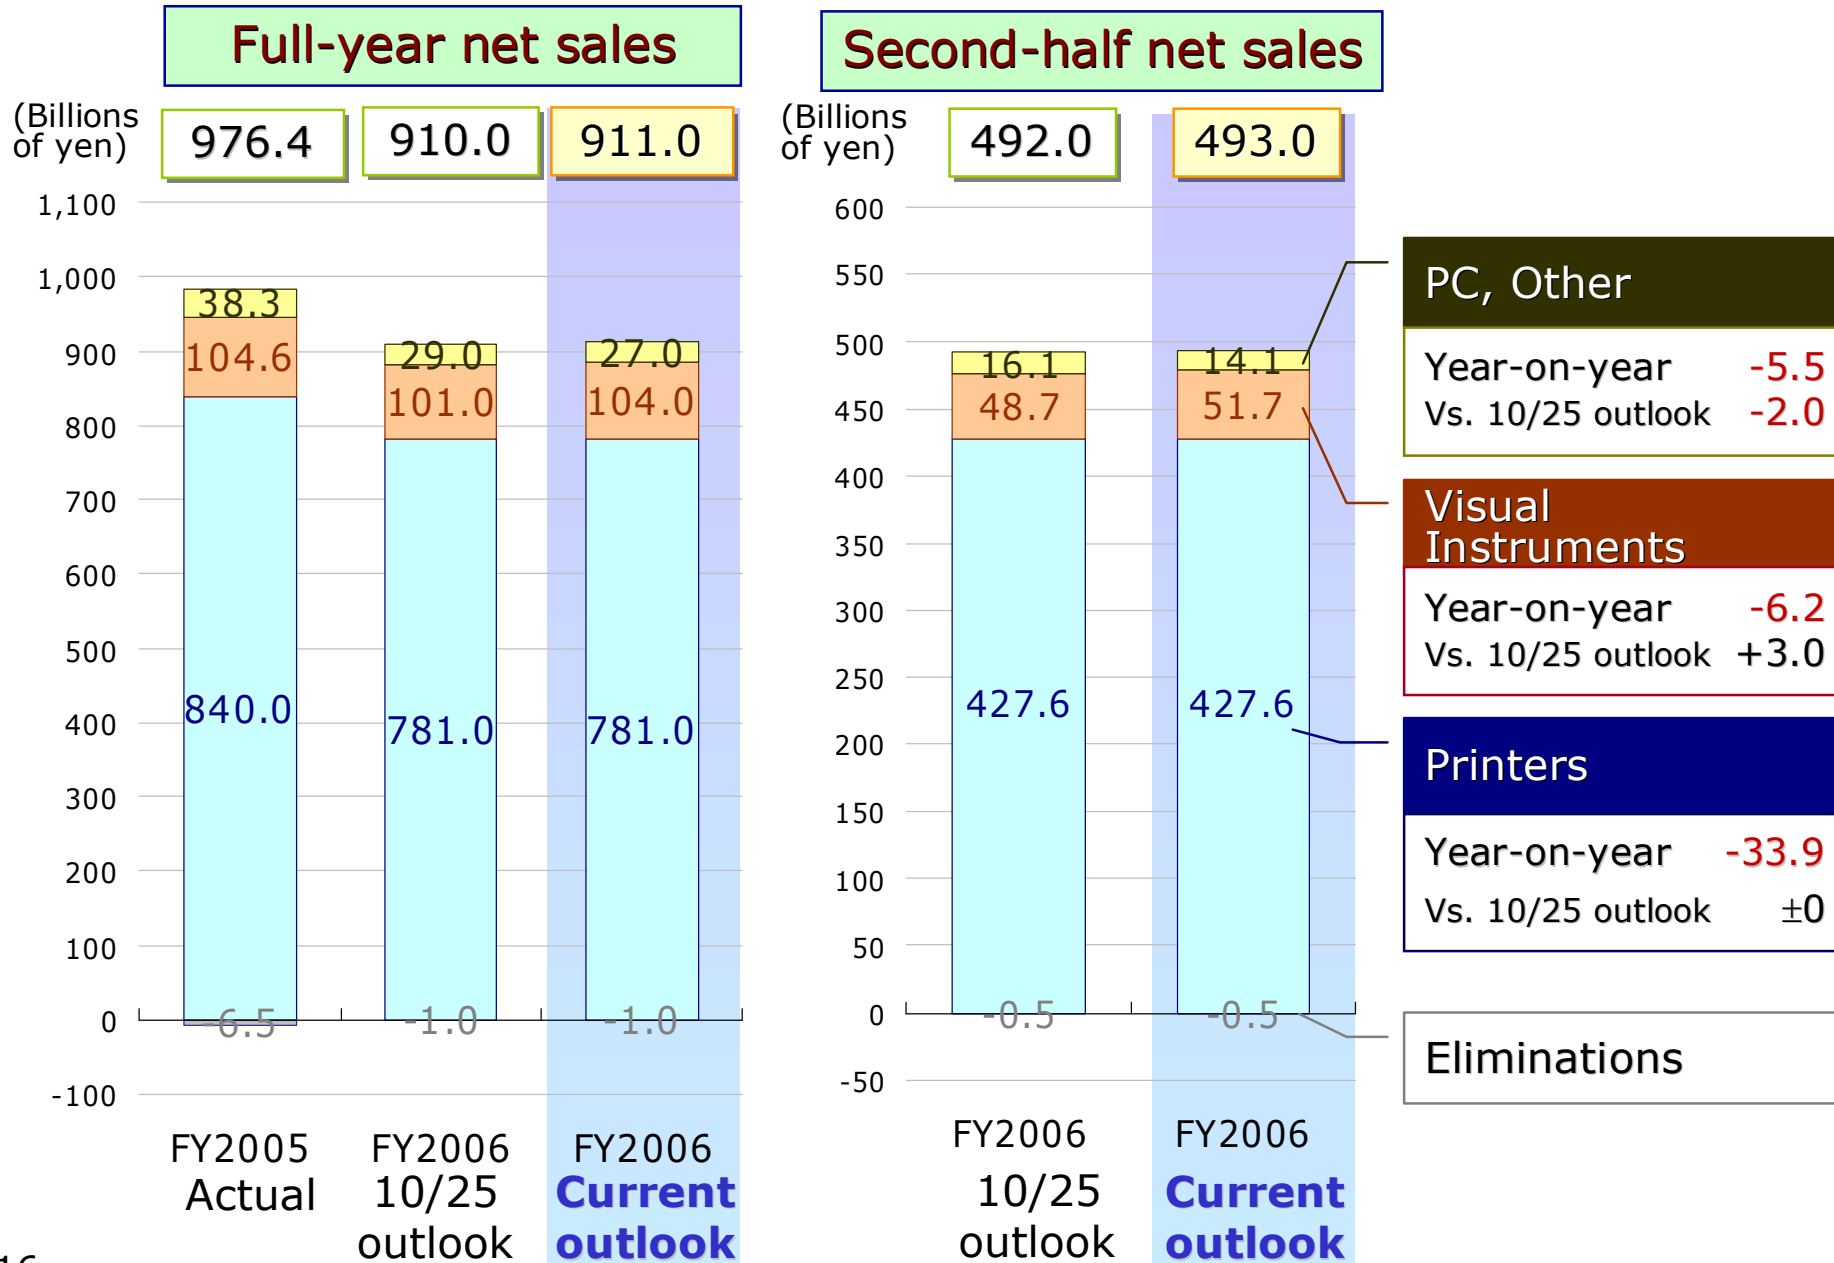 Full-year net sales
(Billions
of yen)
976.4
910.0
911.0
1,100
1,000
900
800
700
600
500
400
300
200
100
0
-100
38.3
104.6
840.0
-6.5
29.0
101.0
781.0
-1.0
27.0
104.0
781.0
-1.0
FY2005
Actual
FY2006
10/25
outlook
FY2006
Current
outlook
Second-half net sales
(Billions
of yen)
492.0
493.0
600
550
500
450
400
350
300
250
200
150
100
50
0
-50
16.1
48.7
427.6
-0.5
14.1
51.7
427.6
-0.5
FY2006
10/25
outlook
FY2006
Current
outlook
PC, Other
Year-on-year -5.5
Vs. 10/25 outlook -2.0
Visual
Instruments
Year-on-year -6.2
Vs. 10/25 outlook +3.0
Printers
Year-on-year -33.9
Vs. 10/25 outlook ±0
Eliminations